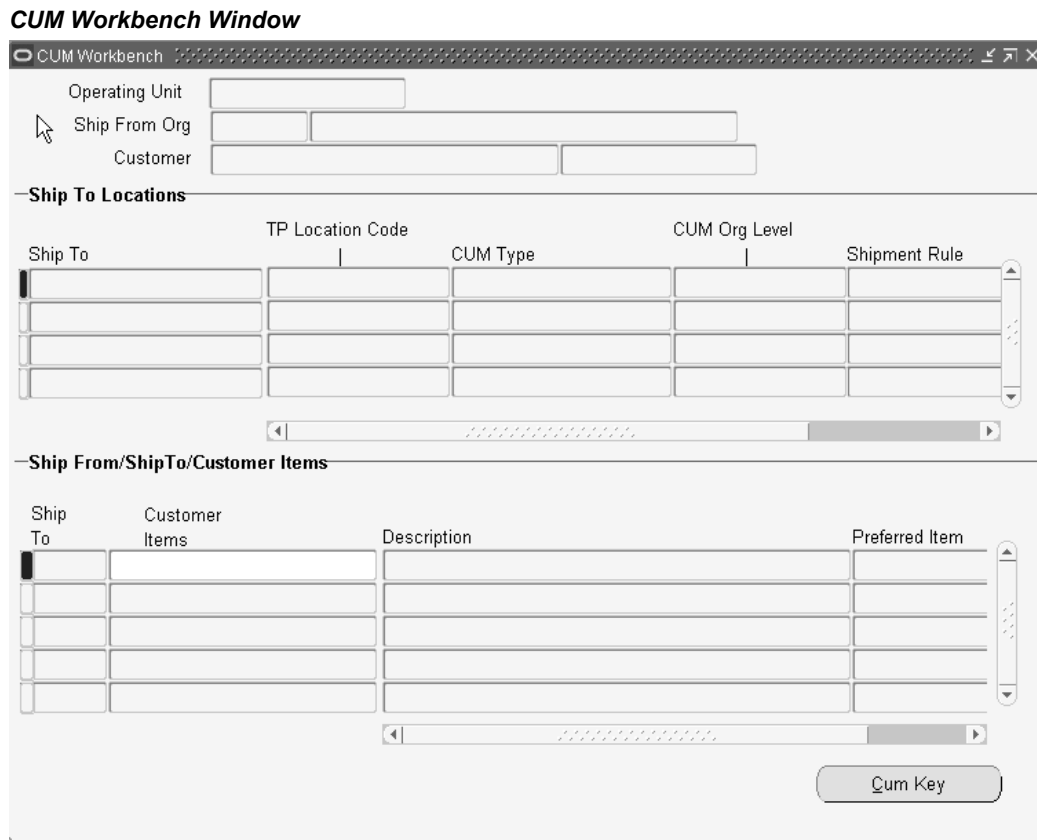 CUM Workbench Window
CUM Workbench
Operating Unit
Ship From Org
Customer
Ship To Locations
TP Location Code CUM Org Level
Ship To CUM Type Shipment Rule
Ship From/ShipTo/Customer Items
Ship Customer
To Items Description Preferred Item
Cum Key